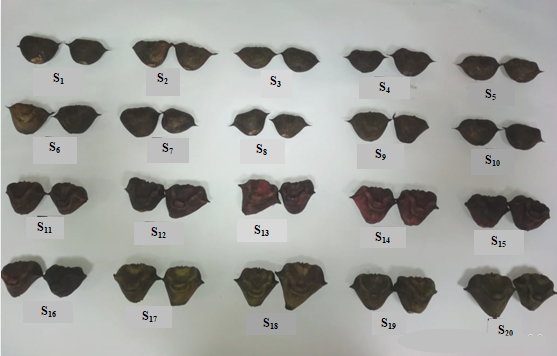 S1 S2 S3 S4 S5
S6 S7 S8 S9 S10
S11 S12 S13 S14 S15
S16 S17 S18 S19 S20